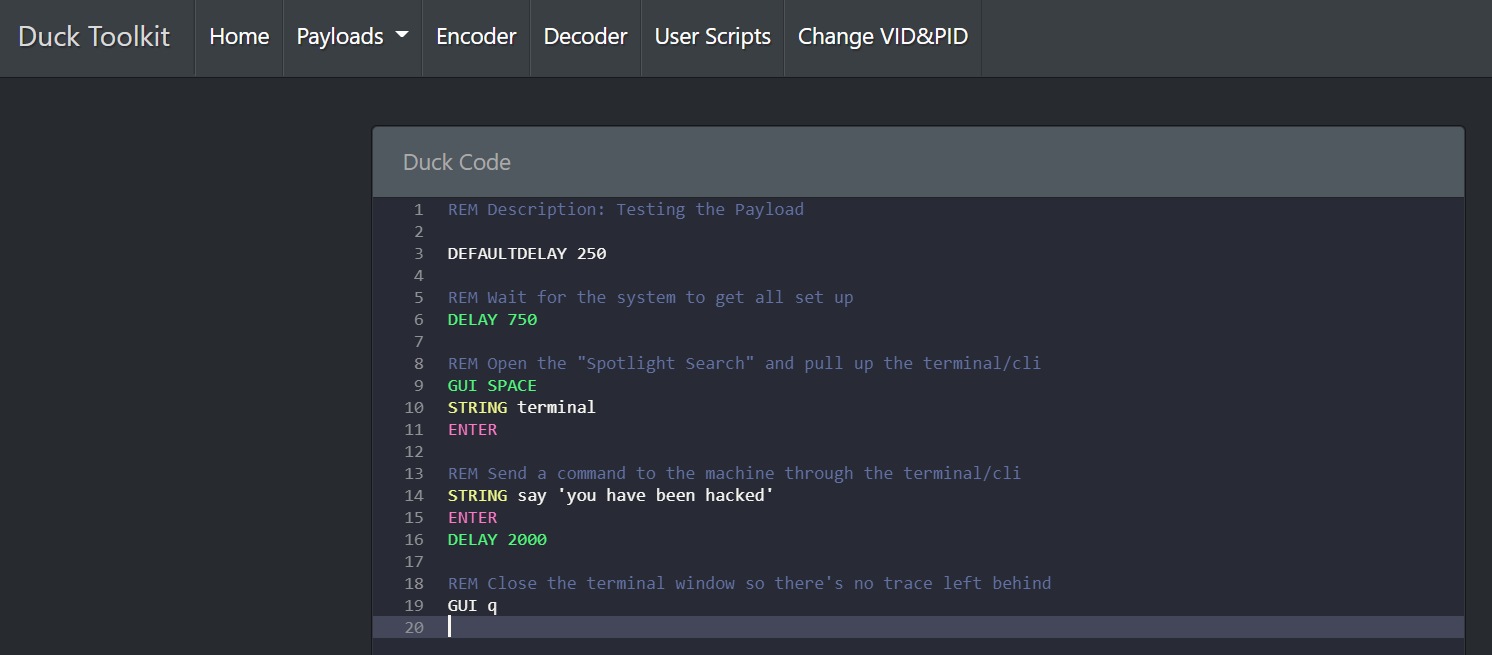 Duck Toolkit Home Payloads Encoder Decoder User Scripts Change VID&PID
Duck Code
1 REM Description: Testing the Payload
2
3 DEFAULTDELAY 250
4
5 REM Wait for the system to get all set up
6 DELAY 750
7
8 REM Open the "Spotlight Search" and pull up the terminal/cli
9 GUI SPACE
10 STRING terminal
11 ENTER
12
13 REM Send a command to the machine through the terminal/cli
14 STRING say 'you have been hacked'
15 ENTER
16 DELAY 2000
17
18 REM Close the terminal window so there's no trace left behind
19 GUI q
20